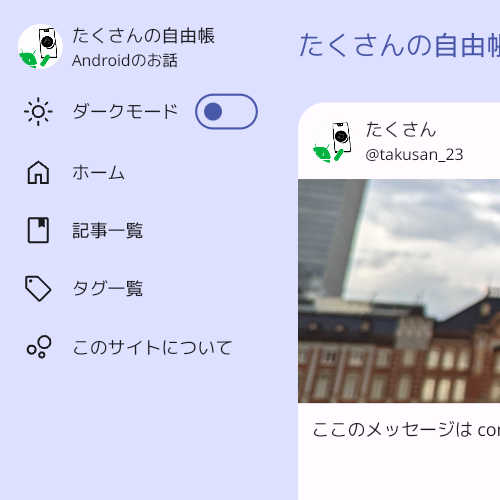 たくさんの自由帳
Androidのお話
ダークモード
ホーム
記事一覧
タグ一覧
このサイトについて
たくさんの自由
たくさん
@takusan_23
ここのメッセージは